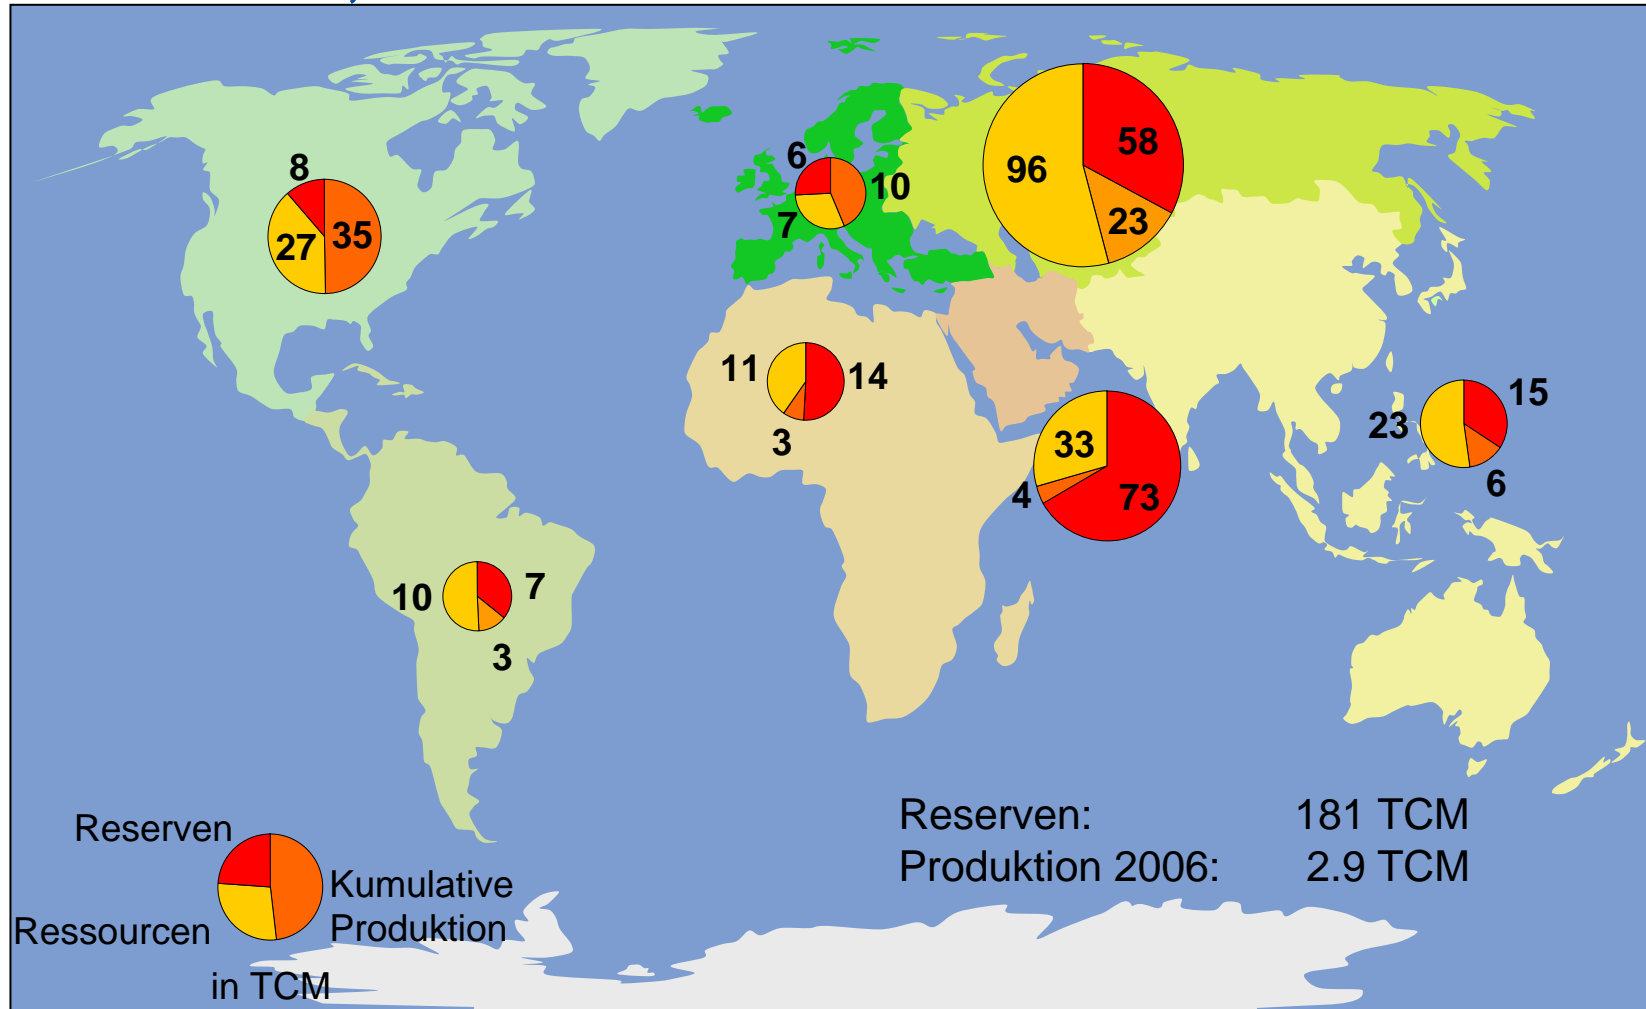 8
27 35
6
10
7
96 58
23
11 14
3
33
4 73
15
23
6
10 7
3
Reserven: 181 TCM
Produktion 2006: 2.9 TCM
Reserven
Kumulative
Produktion
Ressourcen
in TCM